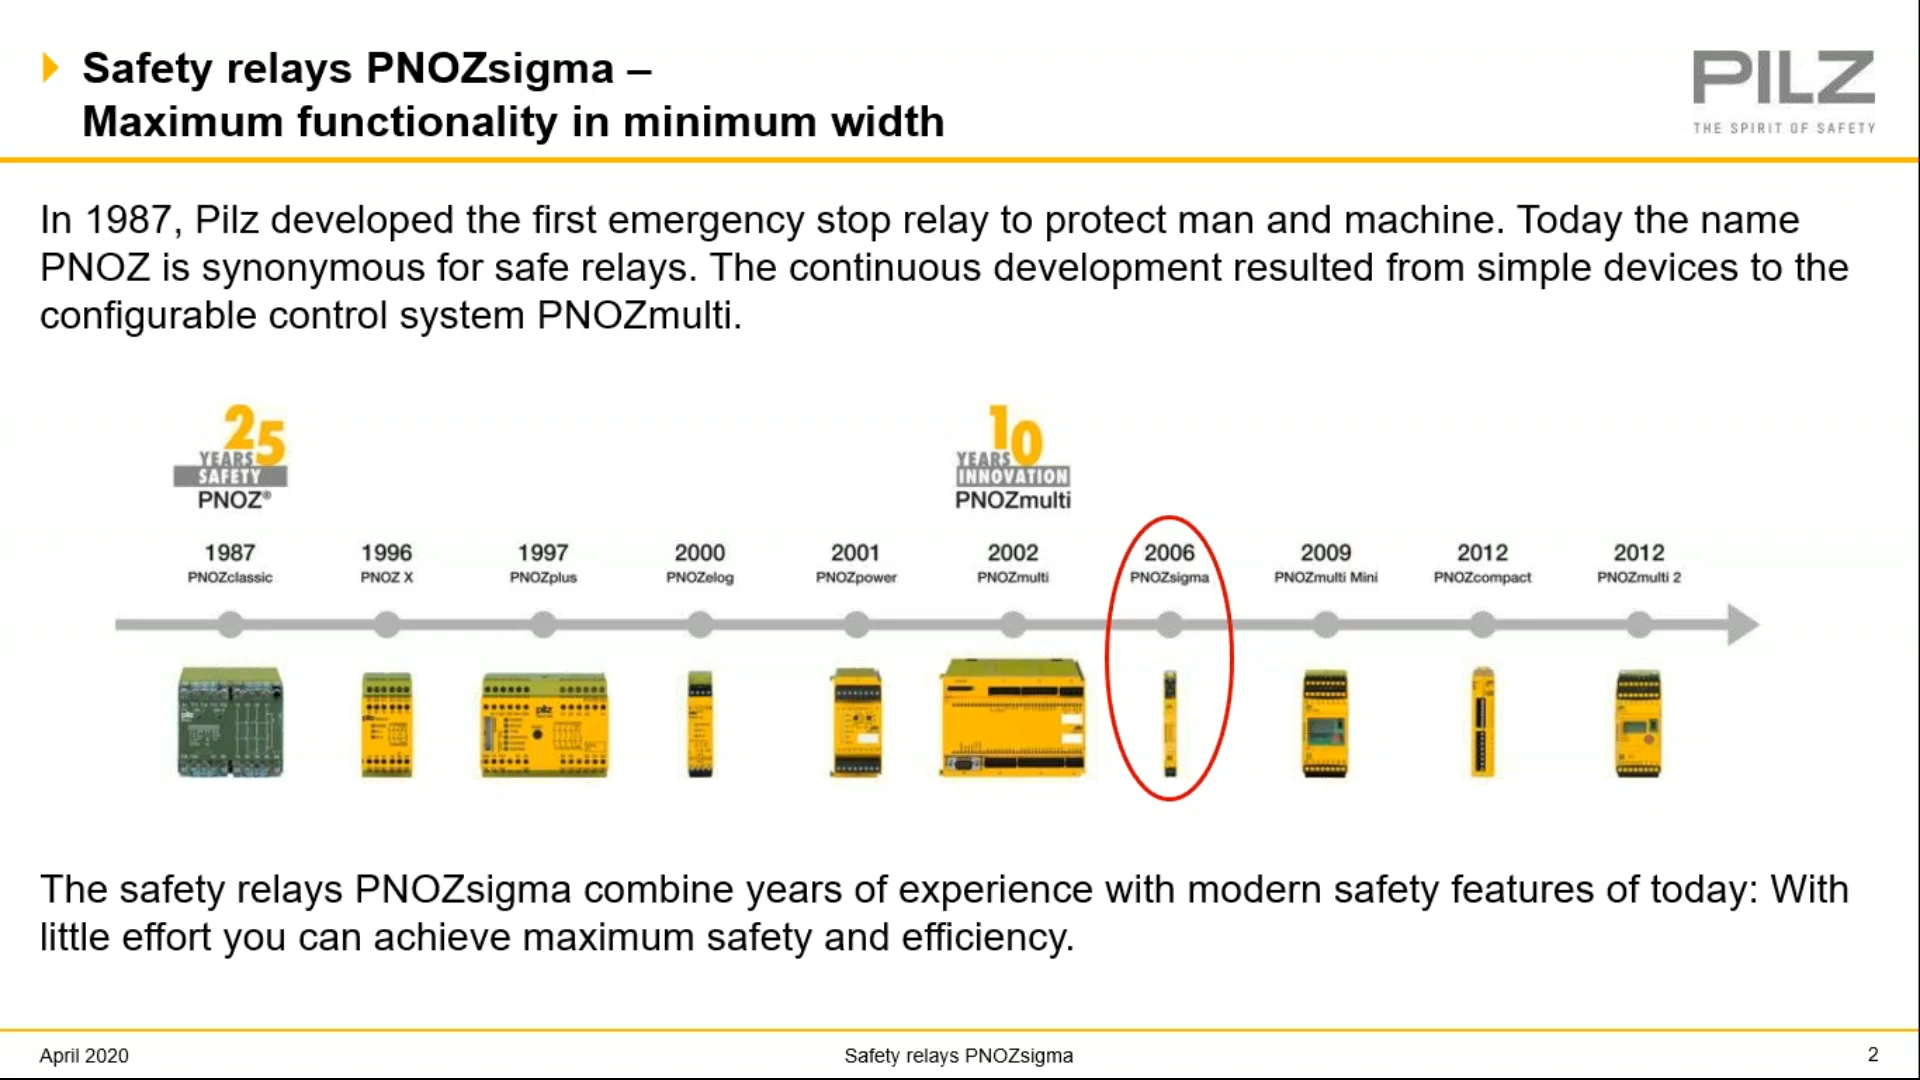 Safety relays PNOZsigma –
Maximum functionality in minimum width
PILZ
THE SPIRIT OF SAFETY
In 1987, Pilz developed the first emergency stop relay to protect man and machine. Today the name
PNOZ is synonymous for safe relays. The continuous development resulted from simple devices to the
configurable control system PNOZmulti.
25
YEARS
SAFETY
PNOZ®
10
YEARS
INNOVATION
PNOZmulti
1987
PNOZclassic
1996
PNOZ X
1997
PNOZplus
2000
PNOZelog
2001
PNOZpower
2002
PNOZmulti
2006
PNOZsigma
2009
PNOZmulti Mini
2012
PNOZcompact
2012
PNOZmulti 2
The safety relays PNOZsigma combine years of experience with modern safety features of today: With
little effort you can achieve maximum safety and efficiency.
April 2020
Safety relays PNOZsigma
2